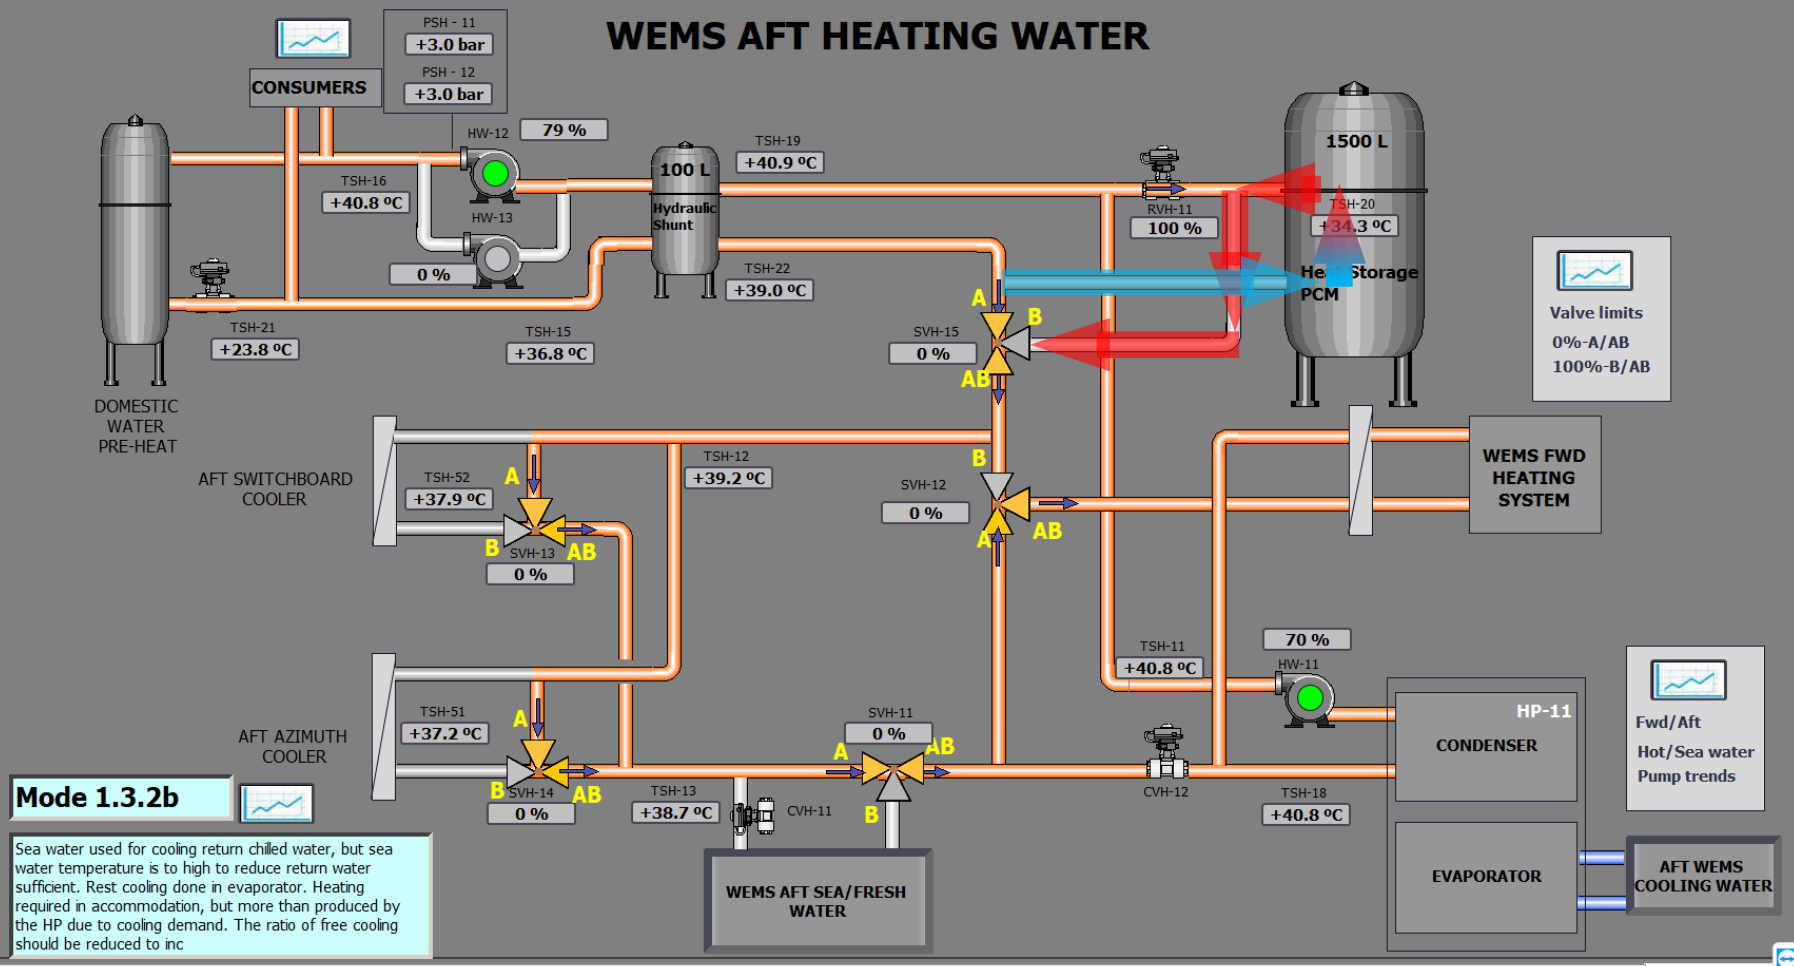 WEMS AFT HEATING WATER
PSH - 11
+3.0 bar
PSH - 12
+3.0 bar
CONSUMERS
HW-12
79 %
TSH-16
+40.8 ºC
HW-13
0 %
100 L
Hydraulic
Shunt
TSH-19
+40.9 ºC
TSH-22
+39.0 ºC
RVH-11
100 %
1500 L
TSH-20
+34.3 ºC
Heat Storage
PCM
TSH-21
+23.8 ºC
TSH-15
+36.8 ºC
DOMESTIC
WATER
PRE-HEAT
A
B
SVH-15
0 %
AB
Valve limits
0%-A/AB
100%-B/AB
AFT SWITCHBOARD
COOLER
TSH-52
+37.9 ºC
A
B
AB
SVH-13
0 %
TSH-12
+39.2 ºC
B
SVH-12
0 %
A
AB
WEMS FWD
HEATING
SYSTEM
AFT AZIMUTH
COOLER
TSH-51
+37.2 ºC
A
B
AB
SVH-14
0 %
TSH-13
+38.7 ºC
CVH-11
SVH-11
0 %
A
AB
B
TSH-11
+40.8 ºC
70 %
HW-11
CVH-12
TSH-18
+40.8 ºC
HP-11
CONDENSER
EVAPORATOR
Fwd/Aft
Hot/Sea water
Pump trends
AFT WEMS
COOLING WATER
WEMS AFT SEA/FRESH
WATER
Mode 1.3.2b
Sea water used for cooling return chilled water, but sea
water temperature is to high to reduce return water
sufficient. Rest cooling done in evaporator. Heating
required in accommodation, but more than produced by
the HP due to cooling demand. The ratio of free cooling
should be reduced to inc